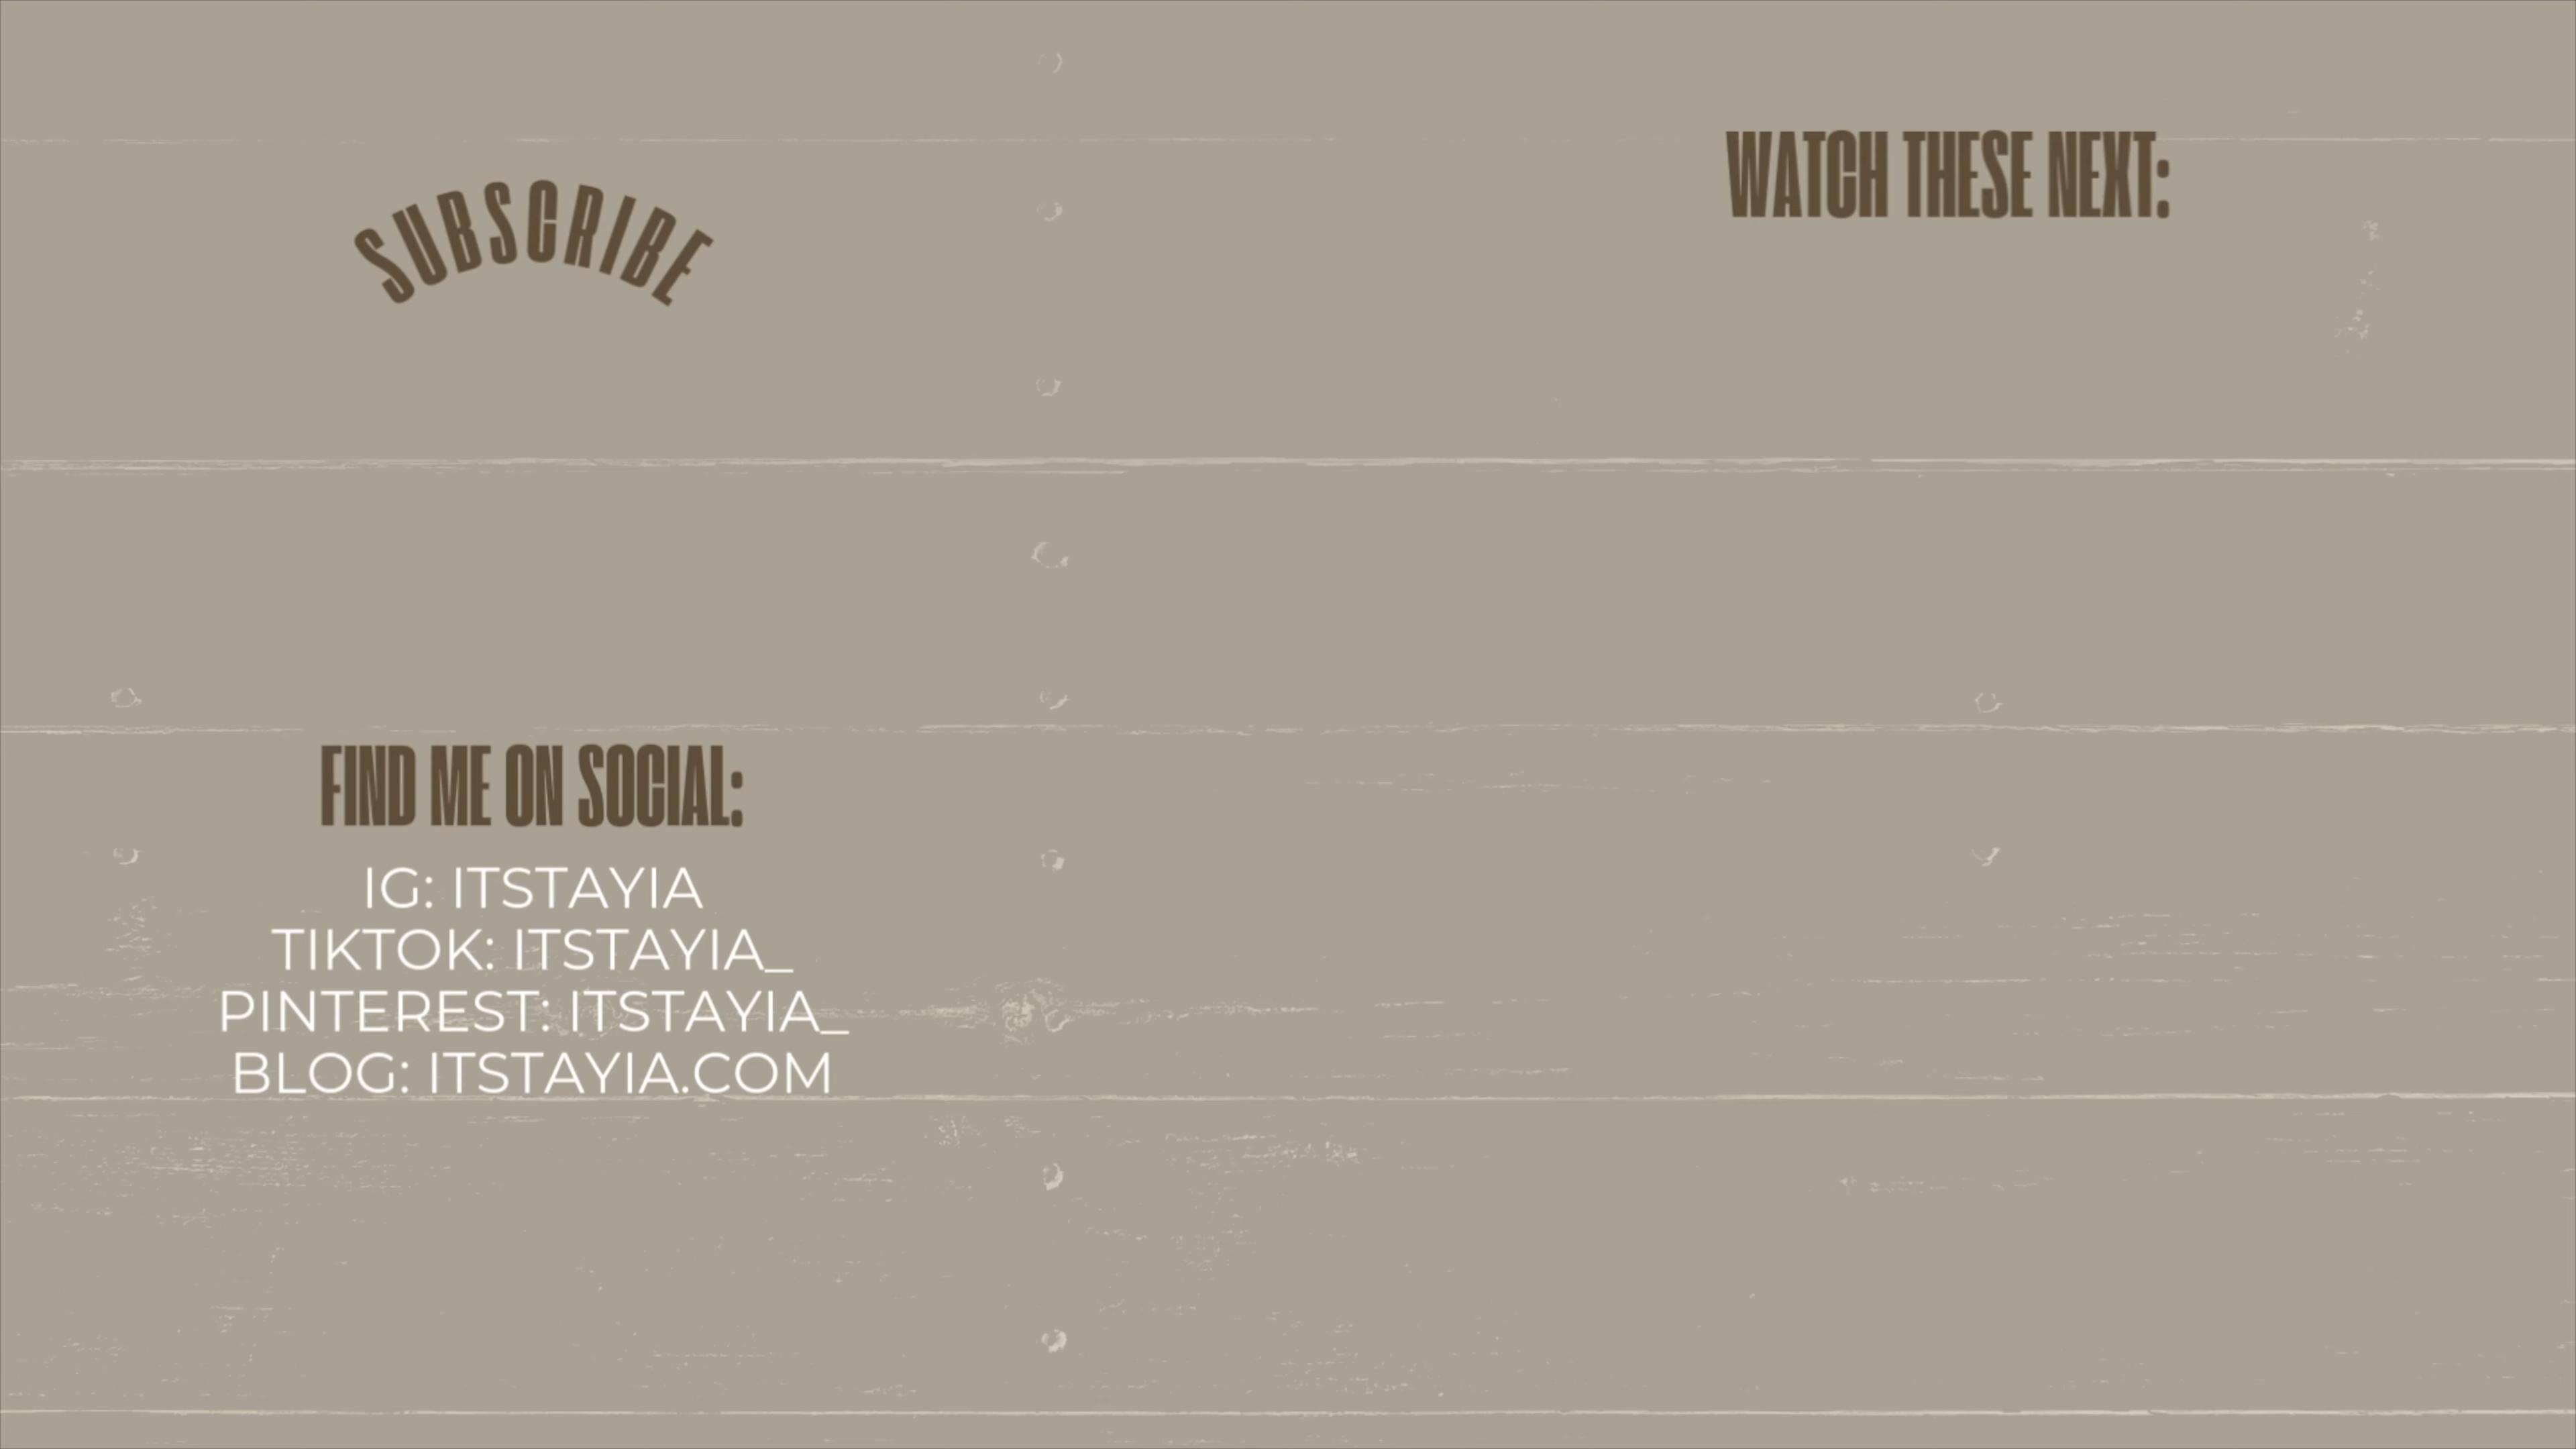 SUBSCRIBE
WATCH THESE NEXT:
FIND ME ON SOCIAL:
IG: ITSTAYIA
TIKTOK: ITSTAYIA_
PINTEREST: ITSTAYIA_
BLOG: ITSTAYIA.COM